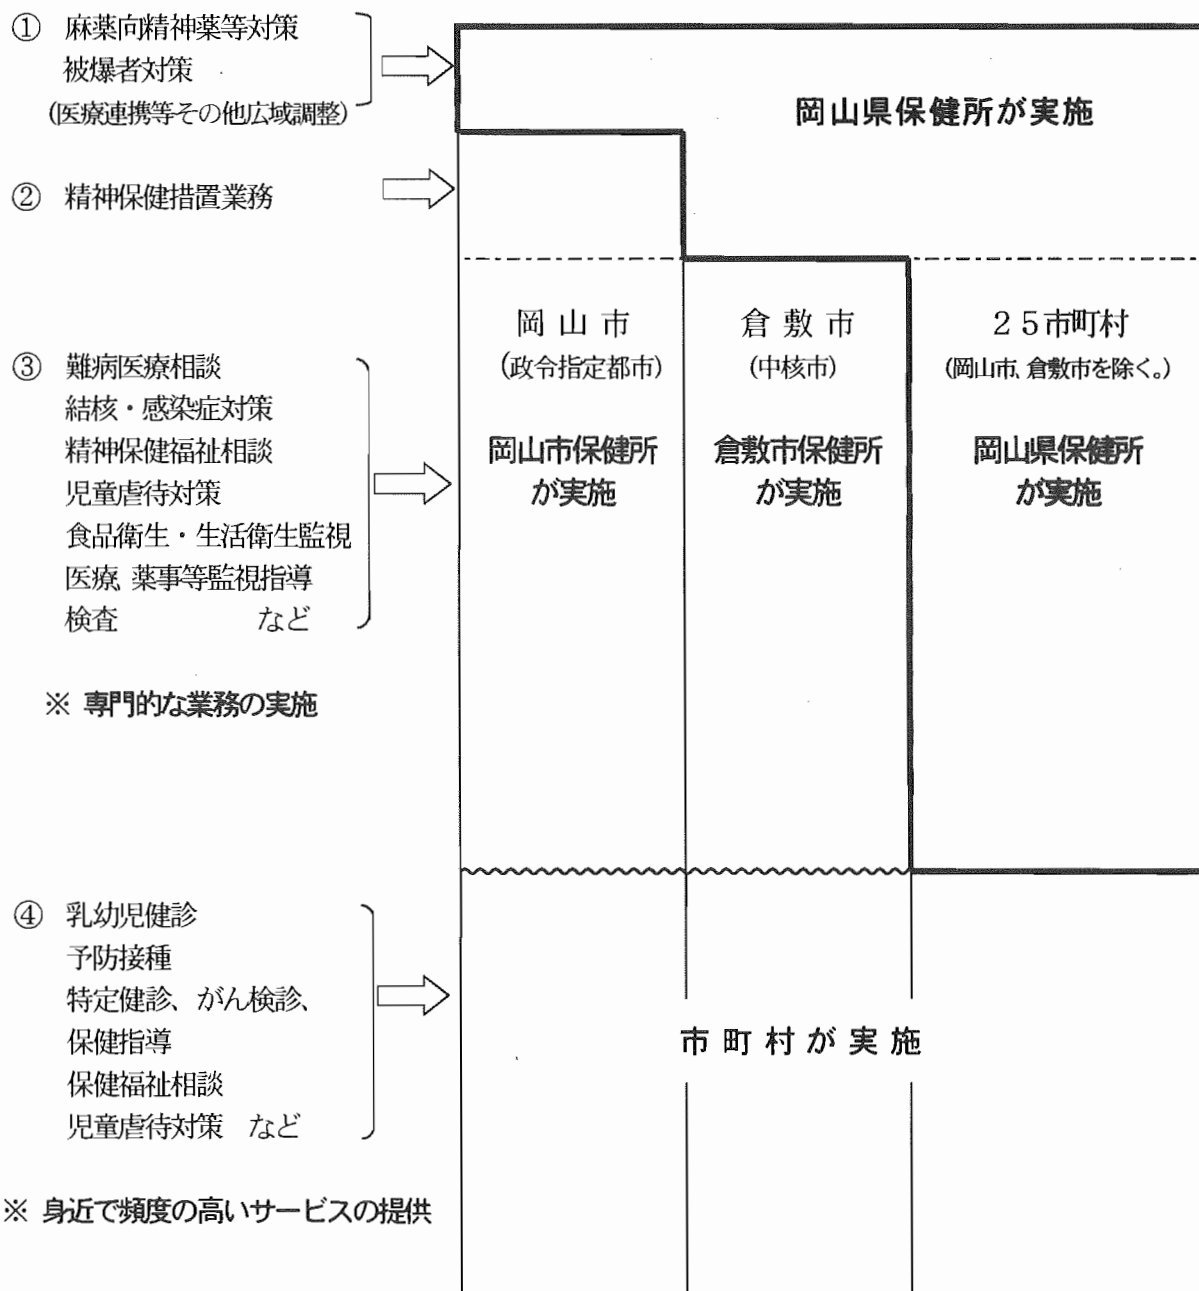 ① 麻薬向精神薬等対策
被爆者対策
(医療連携等その他広域調整)
岡山県保健所が実施
② 精神保健措置業務
岡山市
(政令指定都市)
岡山市保健所
が実施
倉敷市
(中核市)
倉敷市保健所
が実施
25市町村
(岡山市、倉敷市を除く。)
岡山県保健所
が実施
③ 難病医療相談
結核・感染症対策
精神保健福祉相談
児童虐待対策
食品衛生・生活衛生監視
医療、薬事等監視指導
検査 など
※ 専門的な業務の実施
④ 乳幼児健診
予防接種
特定健診、がん検診、
保健指導
保健福祉相談
児童虐待対策 など
市町村が実施
※ 身近で頻度の高いサービスの提供